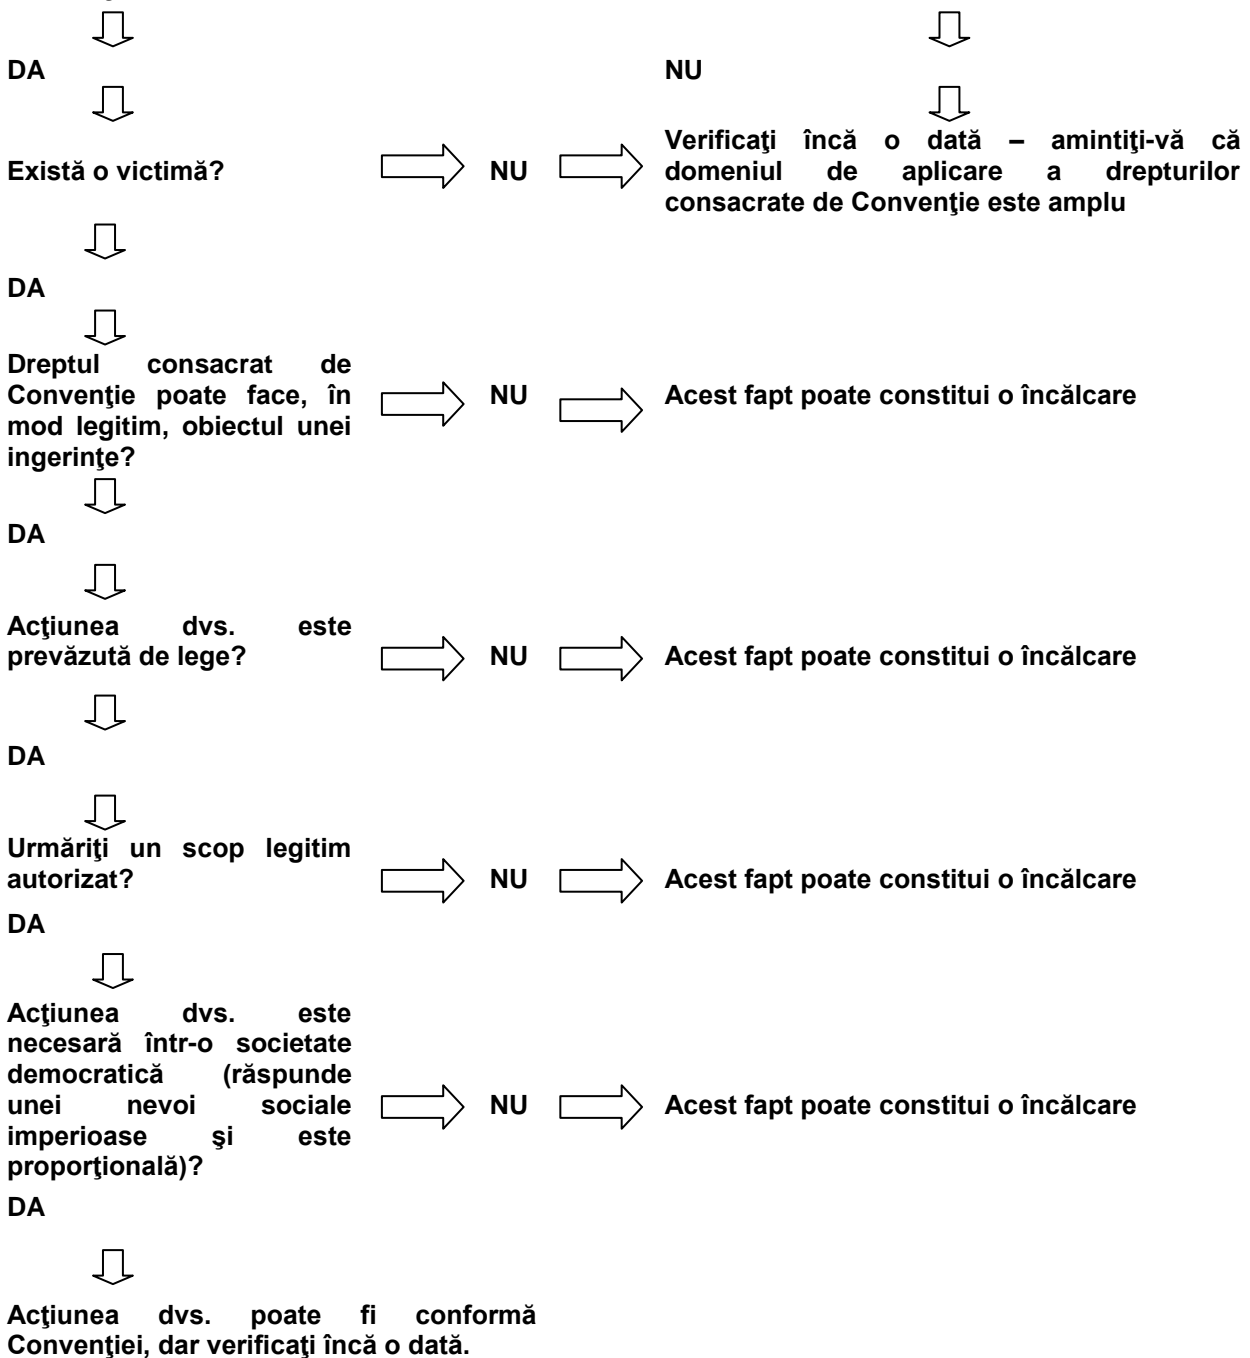 DA
NU
Există o victimă?
NU
Verificaţi încă o dată – amintiţi-vă că
domeniul de aplicare a drepturilor
consacrate de Convenţie este amplu
DA
Dreptul consacrat de
Convenţie poate face, în
mod legitim, obiectul unei
ingerinţe?
NU
Acest fapt poate constitui o încălcare
DA
Acţiunea dvs. este
prevăzută de lege?
NU
Acest fapt poate constitui o încălcare
DA
Urmăriţi un scop legitim
autorizat?
NU
Acest fapt poate constitui o încălcare
DA
Acţiunea dvs. este
necesară într-o societate
democratică (răspunde
unei nevoi sociale
imperioase şi este
proporţională)?
NU
Acest fapt poate constitui o încălcare
DA
Acţiunea dvs. poate fi conformă
Convenţiei, dar verificaţi încă o dată.